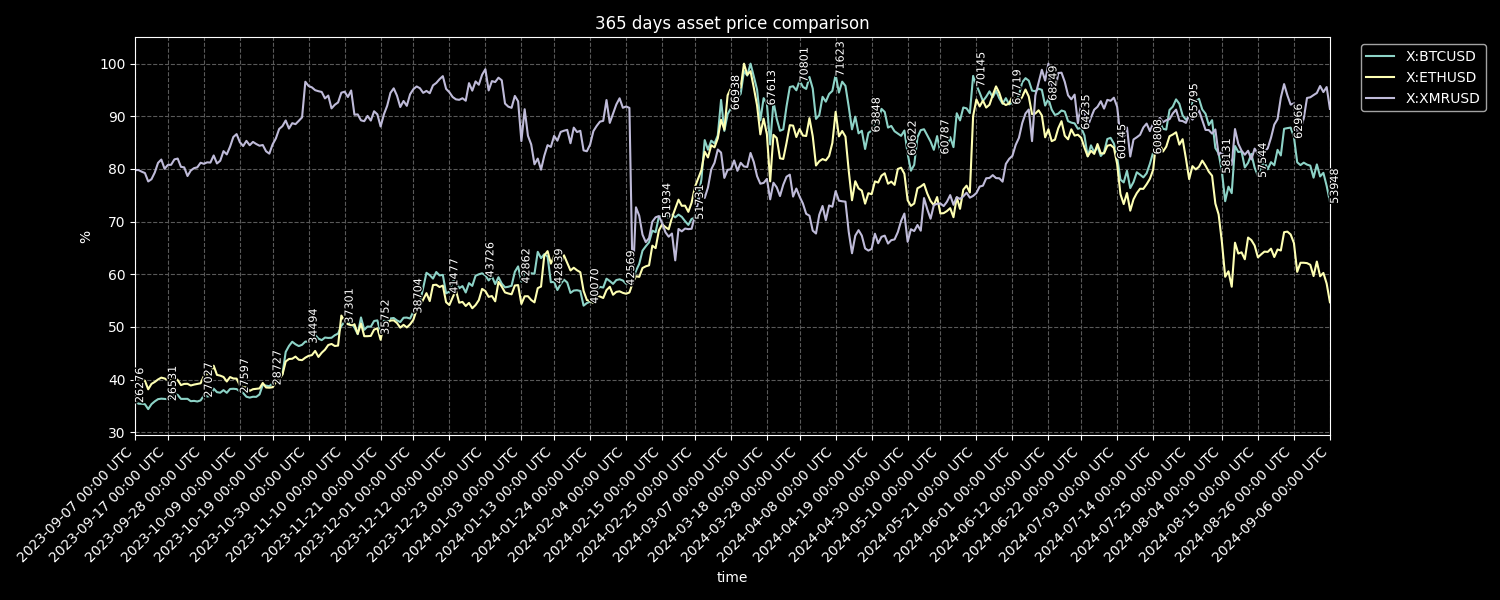 365 days asset price comparison
X:BTCUSD
X:ETHUSD
X:XMRUSD
100
90
80
70
60
50
40
30
%
26276
26531
27027
27597
28727
34494
37301
35752
38704
41477
43726
42862
42839
40070
42569
51934
51731
66938
67613
70801
71623
63848
60622
60787
70145
67719
68249
64235
60145
60808
65795
58131
57544
62966
53948
2023-09-07 00:00 UTC
2023-09-17 00:00 UTC
2023-09-28 00:00 UTC
2023-10-09 00:00 UTC
2023-10-19 00:00 UTC
2023-10-30 00:00 UTC
2023-11-10 00:00 UTC
2023-11-21 00:00 UTC
2023-12-01 00:00 UTC
2023-12-12 00:00 UTC
2023-12-23 00:00 UTC
2024-01-03 00:00 UTC
2024-01-13 00:00 UTC
2024-01-24 00:00 UTC
2024-02-04 00:00 UTC
2024-02-15 00:00 UTC
2024-02-25 00:00 UTC
2024-03-07 00:00 UTC
2024-03-18 00:00 UTC
2024-03-28 00:00 UTC
2024-04-08 00:00 UTC
2024-04-19 00:00 UTC
2024-04-30 00:00 UTC
2024-05-10 00:00 UTC
2024-05-21 00:00 UTC
2024-06-01 00:00 UTC
2024-06-12 00:00 UTC
2024-06-22 00:00 UTC
2024-07-03 00:00 UTC
2024-07-14 00:00 UTC
2024-07-25 00:00 UTC
2024-08-04 00:00 UTC
2024-08-15 00:00 UTC
2024-08-26 00:00 UTC
2024-09-06 00:00 UTC
time